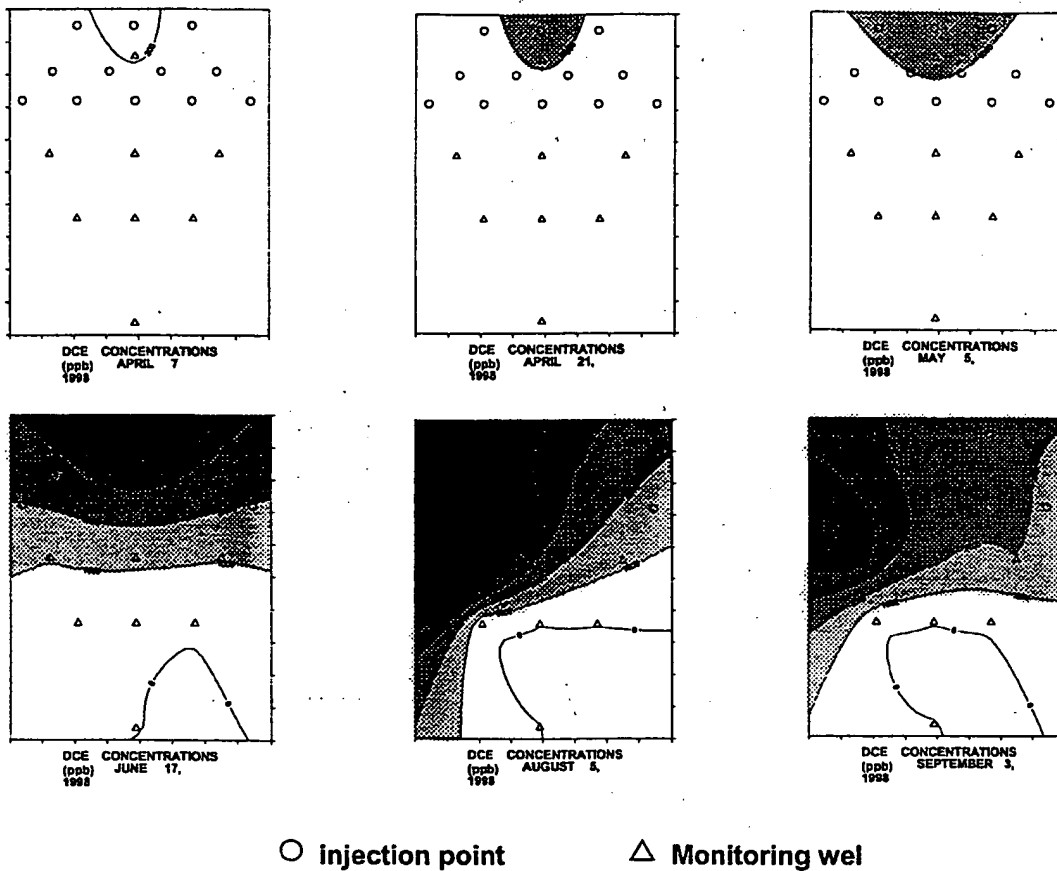 DCE CONCENTRATIONS
(ppb) APRIL 7
1998
DCE CONCENTRATIONS
(ppb) APRIL 21,
1998
DCE CONCENTRATIONS
(ppb) MAY 5,
1998
DCE CONCENTRATIONS
(ppb) JUNE 17,
1998
DCE CONCENTRATIONS
(ppb) AUGUST 5,
1998
DCE CONCENTRATIONS
(ppb) SEPTEMBER 3,
1998
injection point
Monitoring wel